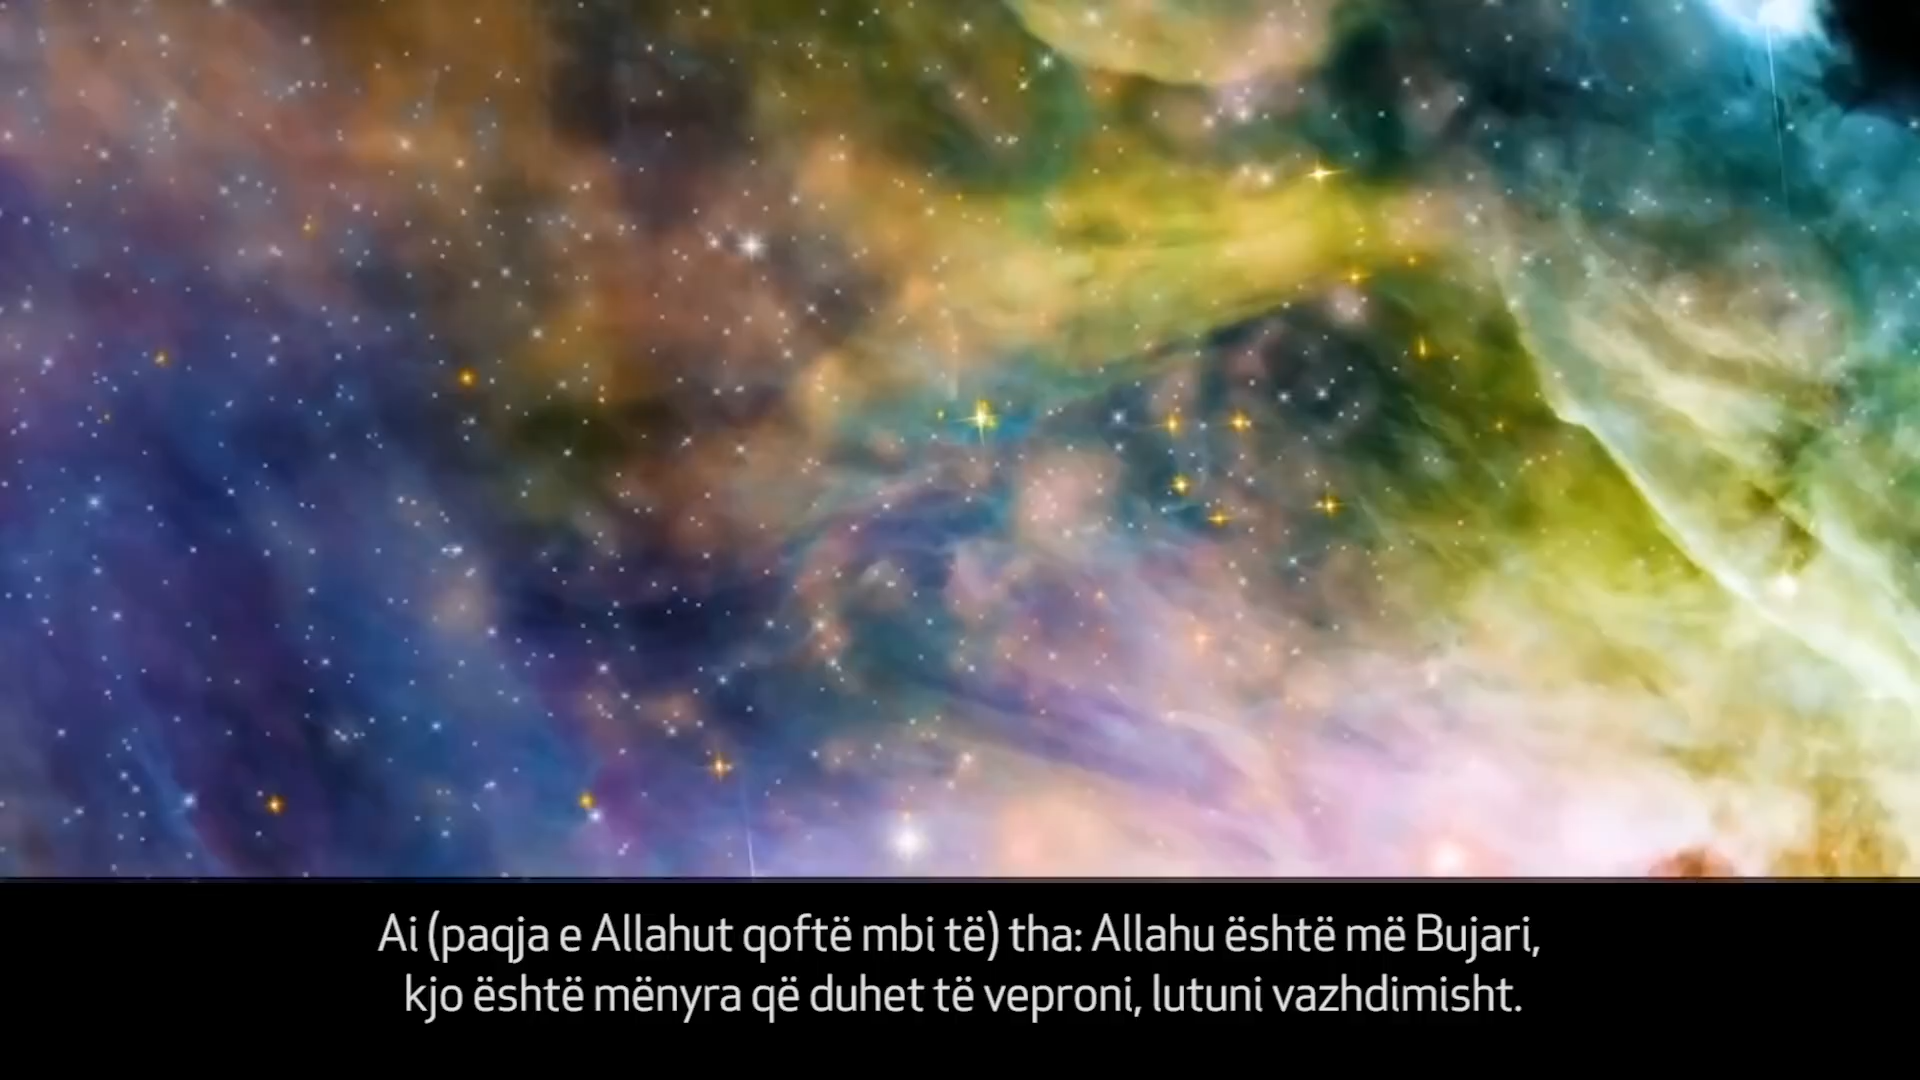 Ai (paqja e Allahut qoftë mbi të) tha: Allahu është më Bujari,
kjo është mënyra që duhet të veproni, lutuni vazhdimisht.